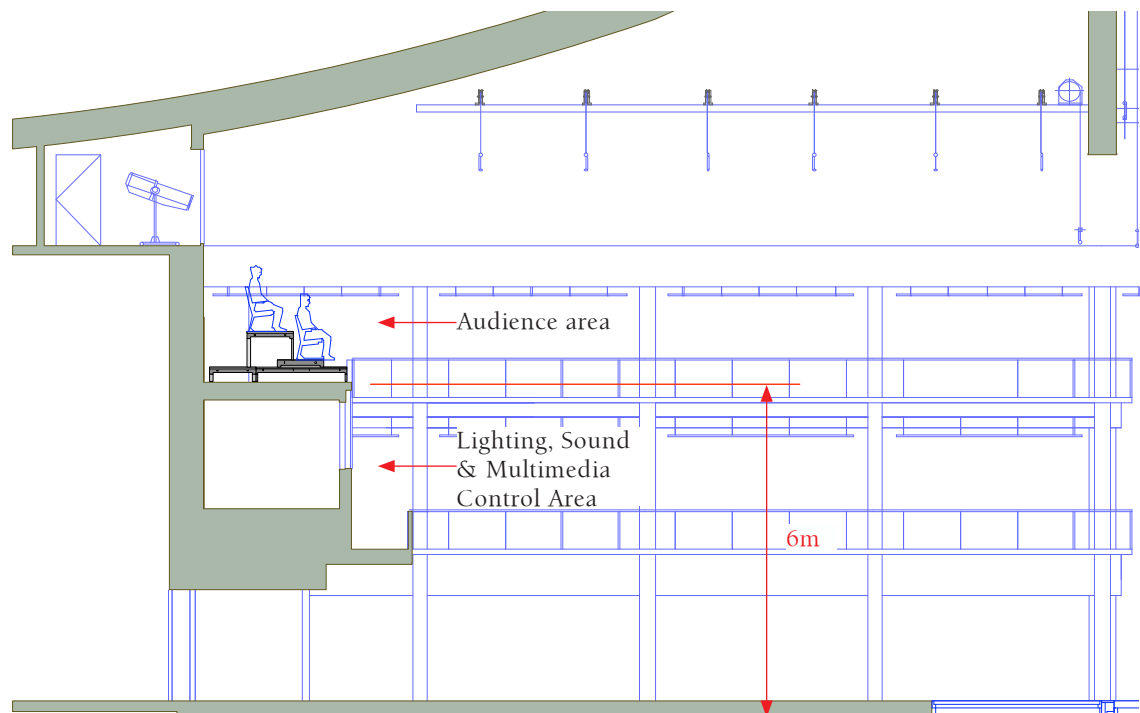 Audience area
Lighting, Sound
& Multimedia
Control Area
6m